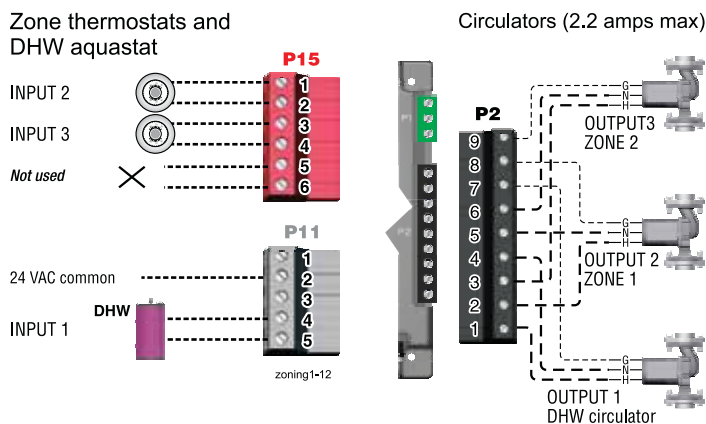 Zone thermostats and
DHW aquastat
P15
INPUT 2
1
2
INPUT 3
3
4
Not used
5
6
P11
1
24 VAC common
2
3
DHW
4
INPUT 1
5
zoning1-12
Circulators (2.2 amps max)
P1
P2
P2
9
8
7
6
5
4
3
2
1
G
N
H
OUTPUT3
ZONE 2
G
N
H
OUTPUT 2
ZONE 1
G
N
H
OUTPUT 1
DHW circulator